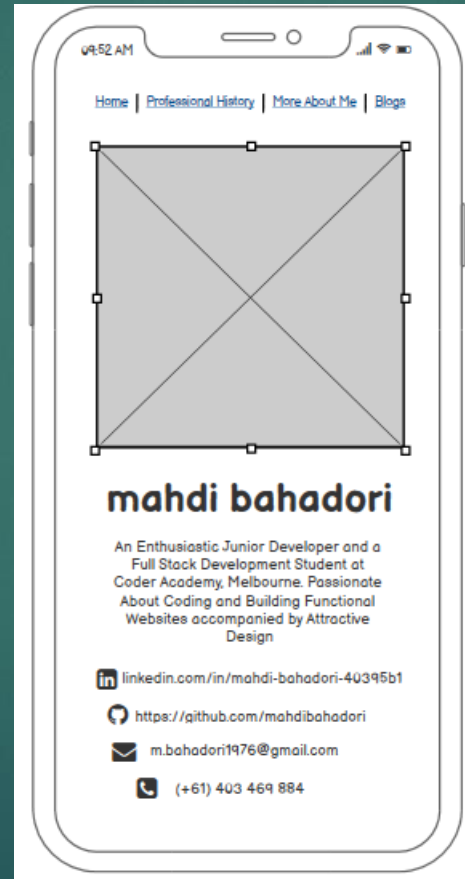 09:52 AM
Home | Professional History | More About Me | Blogs
mahdi bahadori
An Enthusiastic Junior Developer and a
Full Stack Development Student at
Coder Academy, Melbourne. Passionate
About Coding and Building Functional
Websites accompanied by Attractive
Design
in linkedin.com/in/mahdi-bahadori-40395b1
https://github.com/mahdibahadori
m.bahadori1976@gmail.com
(+61) 403 469 884